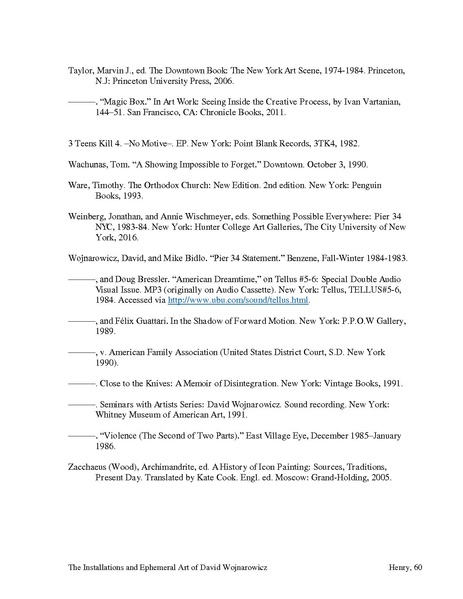 Taylor, Marvin J., ed. The Downtown Book: The New York Art Scene, 1974-1984. Princeton,
N.J: Princeton University Press, 2006.
———, “Magic Box.” In Art Work: Seeing Inside the Creative Process, by Ivan Vartanian,
144–51. San Francisco, CA: Chronicle Books, 2011.
3 Teens Kill 4. –No Motive–. EP. New York: Point Blank Records, 3TK4, 1982.
Wachunas, Tom. “A Showing Impossible to Forget.” Downtown. October 3, 1990.
Ware, Timothy. The Orthodox Church: New Edition. 2nd edition. New York: Penguin
Books, 1993.
Weinberg, Jonathan, and Annie Wischmeyer, eds. Something Possible Everywhere: Pier 34
NYC, 1983-84. New York: Hunter College Art Galleries, The City University of New
York, 2016.
Wojnarowicz, David, and Mike Bidlo. “Pier 34 Statement.” Benzene, Fall-Winter 1984-1983.
———, and Doug Bressler. “American Dreamtime,” on Tellus #5-6: Special Double Audio
Visual Issue. MP3 (originally on Audio Cassette). New York: Tellus, TELLUS#5-6,
1984. Accessed via http://www.ubu.com/sound/tellus.html.
———, and Félix Guattari. In the Shadow of Forward Motion. New York: P.P.O.W Gallery,
1989.
———, v. American Family Association (United States District Court, S.D. New York
1990).
———. Close to the Knives: A Memoir of Disintegration. New York: Vintage Books, 1991.
———. Seminars with Artists Series: David Wojnarowicz. Sound recording. New York:
Whitney Museum of American Art, 1991.
———, “Violence (The Second of Two Parts).” East Village Eye, December 1985–January
1986.
Zacchaeus (Wood), Archimandrite, ed. A History of Icon Painting: Sources, Traditions,
Present Day. Translated by Kate Cook. Engl. ed. Moscow: Grand-Holding, 2005.
The Installations and Ephemeral Art of David Wojnarowicz
Henry, 60